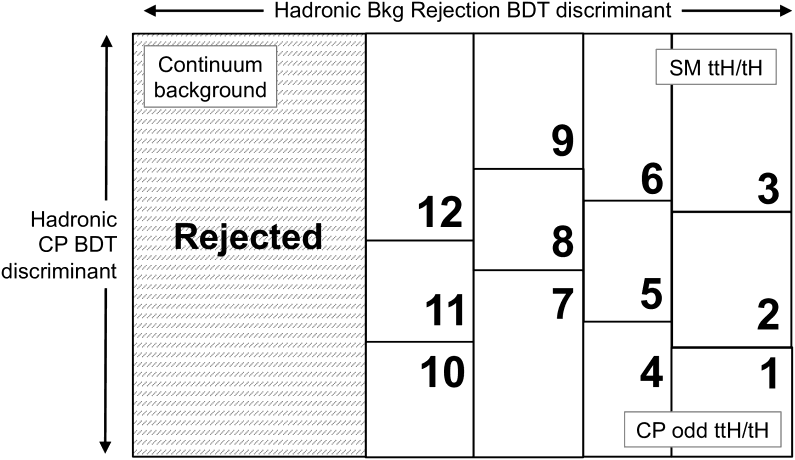 Hadronic Bkg Rejection BDT discriminant
Continuum
background
SM ttH/tH
Hadronic
CP BDT
discriminant
Rejected
12
11
10
9
8
7
6
5
4
3
2
1
CP odd ttH/tH